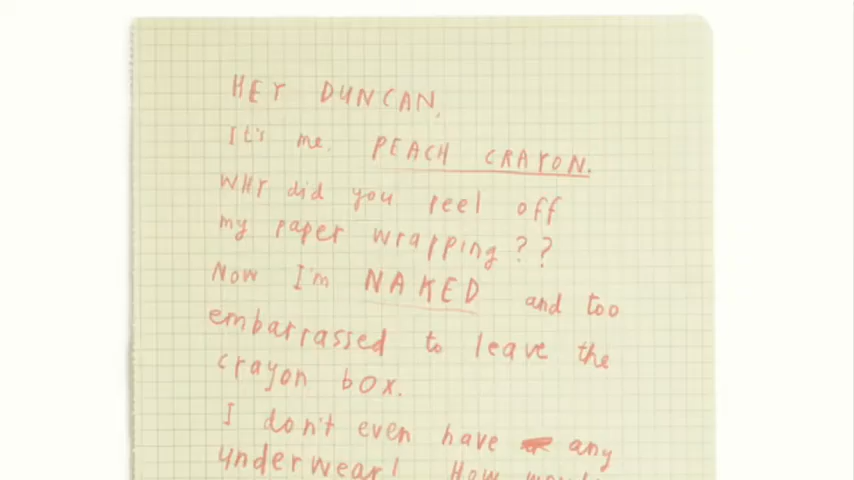 HEY DUNCAN,
It's me. PEACH CRAYON.
WHY did you peel off
my paper wrapping??
Now I'm NAKED and too
embarrassed to leave the
crayon box.
I don't even have any
underwear! How